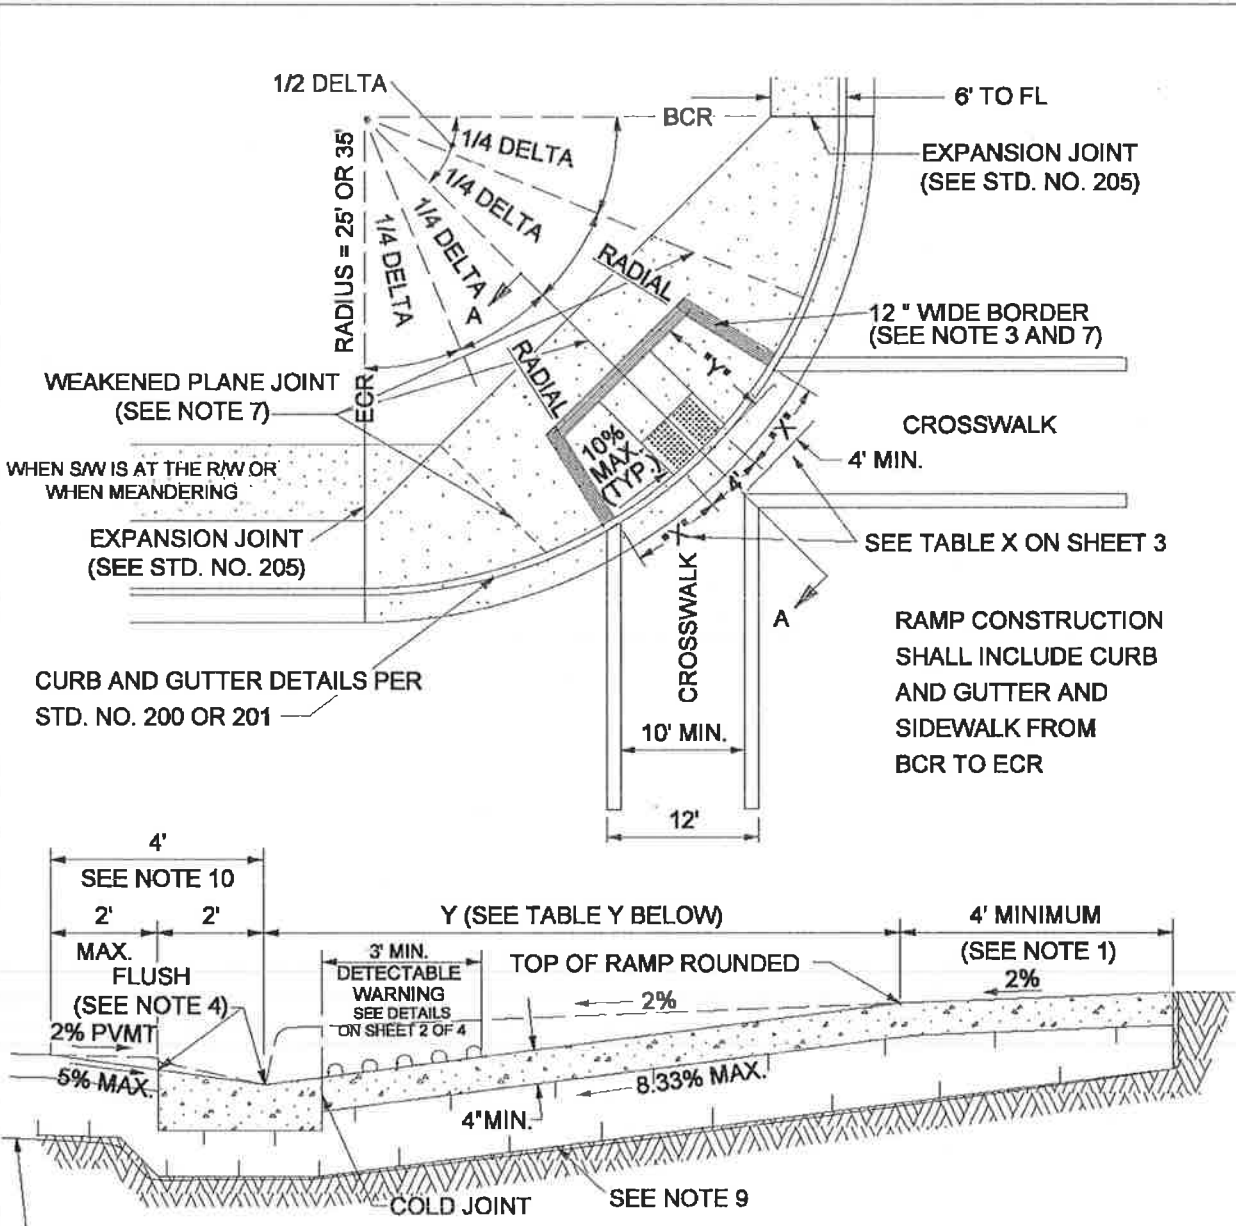 1/2 DELTA
BCR
6' TO FL
1/4 DELTA
EXPANSION JOINT
(SEE STD. NO. 205)
1/4 DELTA
1/4 DELTA
1/4 DELTA
RADIUS = 25' OR 35'
RADIAL
A
12 " WIDE BORDER
(SEE NOTE 3 AND 7)
RADIAL
"Y"
WEAKENED PLANE JOINT
(SEE NOTE 7)
ECR
CROSSWALK
"X"
10%
MAX.
(TYP.)
4' MIN.
WHEN S/W IS AT THE R/W OR
WHEN MEANDERING
4'
EXPANSION JOINT
(SEE STD. NO. 205)
"X"
SEE TABLE X ON SHEET 3
CROSSWALK
A
RAMP CONSTRUCTION
SHALL INCLUDE CURB
AND GUTTER AND
SIDEWALK FROM
BCR TO ECR
CURB AND GUTTER DETAILS PER
STD. NO. 200 OR 201
10' MIN.
12'
4'
SEE NOTE 10
2'
MAX.
2'
Y (SEE TABLE Y BELOW)
4' MINIMUM
(SEE NOTE 1)
FLUSH
(SEE NOTE 4)
3' MIN.
DETECTABLE
WARNING
SEE DETAILS
ON SHEET 2 OF 4
TOP OF RAMP ROUNDED
2%
2%
2% PVMT
5% MAX.
8.33% MAX.
4"MIN.
COLD JOINT
SEE NOTE 9